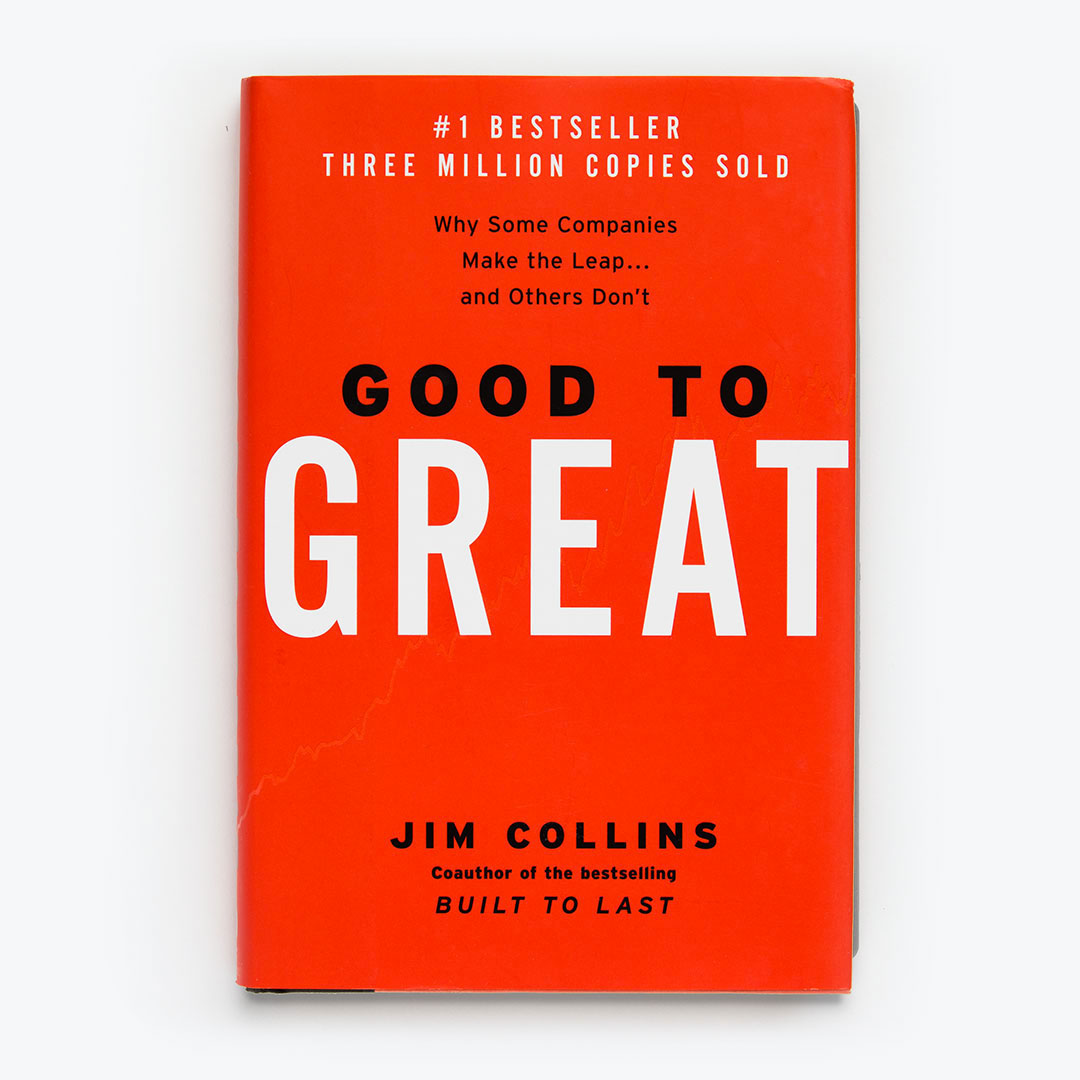 #1 BESTSELLER
THREE MILLION COPIES SOLD
Why Some Companies
Make the Leap...
and Others Don't
GOOD TO
GREAT
JIM COLLINS
Coauthor of the bestselling
BUILT TO LAST